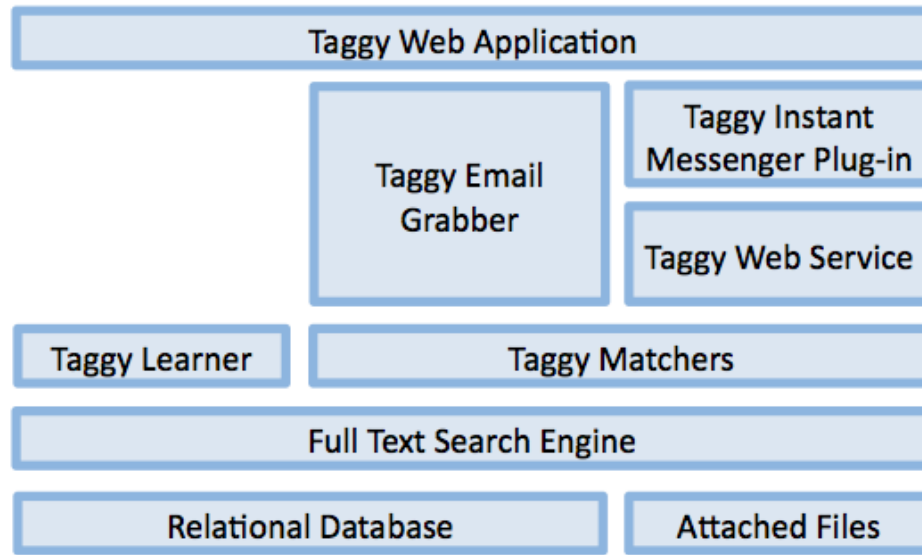 Taggy Web Application
Taggy Email
Grabber
Taggy Instant
Messenger Plug-in
Taggy Web Service
Taggy Learner
Taggy Matchers
Full Text Search Engine
Relational Database
Attached Files